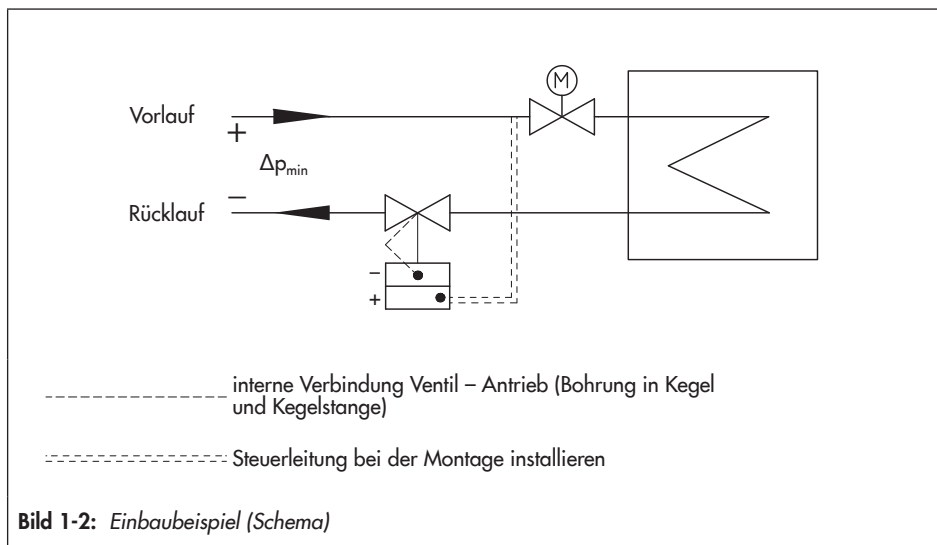 M
Vorlauf
+
Δpmin
−
Rücklauf
−
+
interne Verbindung Ventil – Antrieb (Bohrung in Kegel
und Kegelstange)
Steuerleitung bei der Montage installieren
Bild 1-2: Einbaubeispiel (Schema)